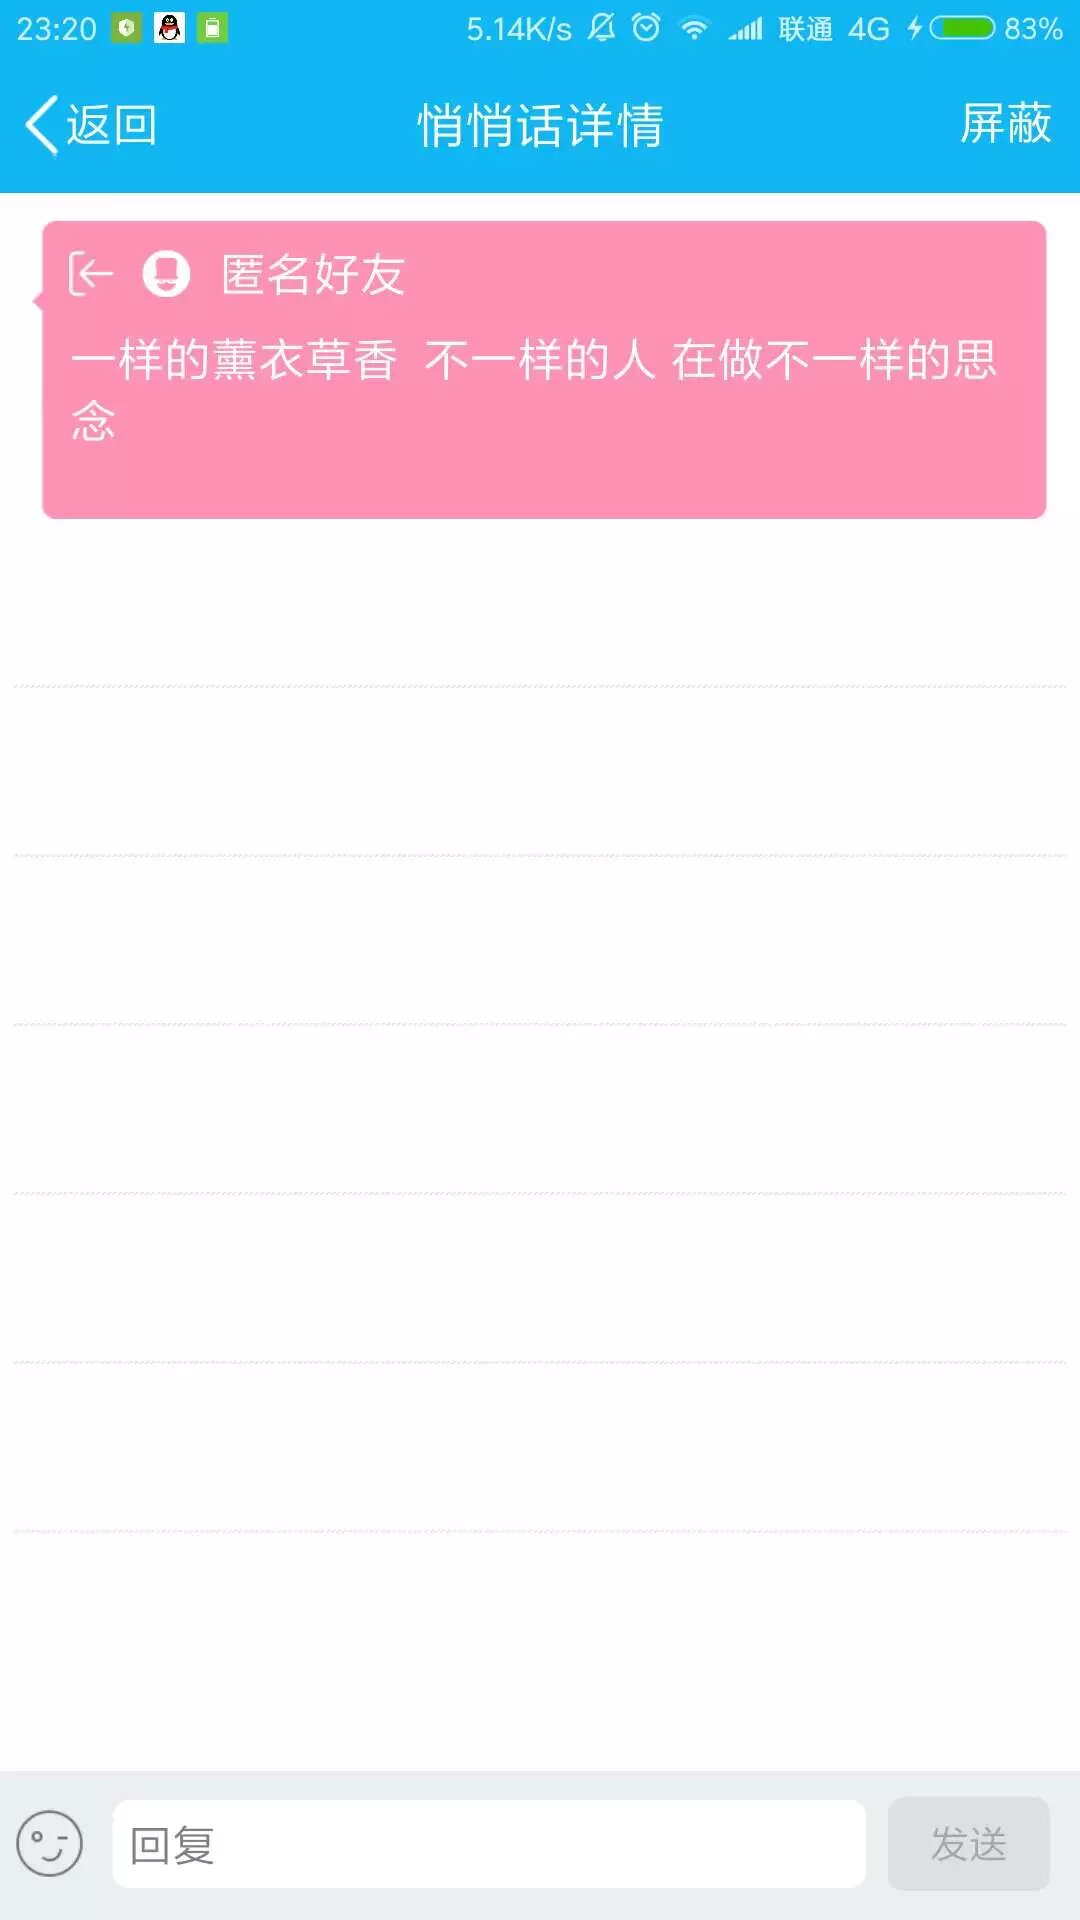 23:20 5.14K/s 联通 4G 83%
返回 悄悄话详情 屏蔽
匿名好友
一样的薰衣草香 不一样的人 在做不一样的思
念
回复 发送